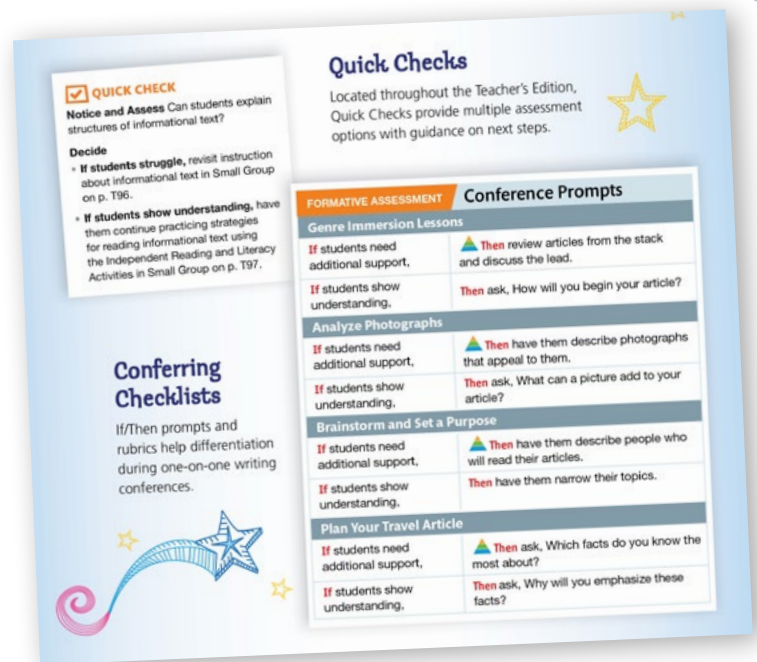 Quick Checks
Located throughout the Teacher's Edition,
Quick Checks provide multiple assessment
options with guidance on next steps.
QUICK CHECK
Notice and Assess Can students explain
structures of informational text?
Decide
• If students struggle, revisit instruction
about informational text in Small Group
on p. T96.
• If students show understanding, have
them continue practicing strategies
for reading informational text using
the Independent Reading and Literacy
Activities in Small Group on p. T97.
FORMATIVE ASSESSMENT Conference Prompts
Genre Immersion Lessons
If students need
additional support,
Then review articles from the stack
and discuss the lead.
If students show
understanding,
Then ask, How will you begin your article?
Analyze Photographs
If students need
additional support,
Then have them describe photographs
that appeal to them.
If students show
understanding,
Then ask, What can a picture add to your
article?
Brainstorm and Set a Purpose
If students need
additional support,
Then have them describe people who
will read their articles.
If students show
understanding,
Then have them narrow their topics.
Plan Your Travel Article
If students need
additional support,
Then ask, Which facts do you know the
most about?
If students show
understanding,
Then ask, Why will you emphasize these
facts?
Conferring
Checklists
If/Then prompts and
rubrics help differentiation
during one-on-one writing
conferences.